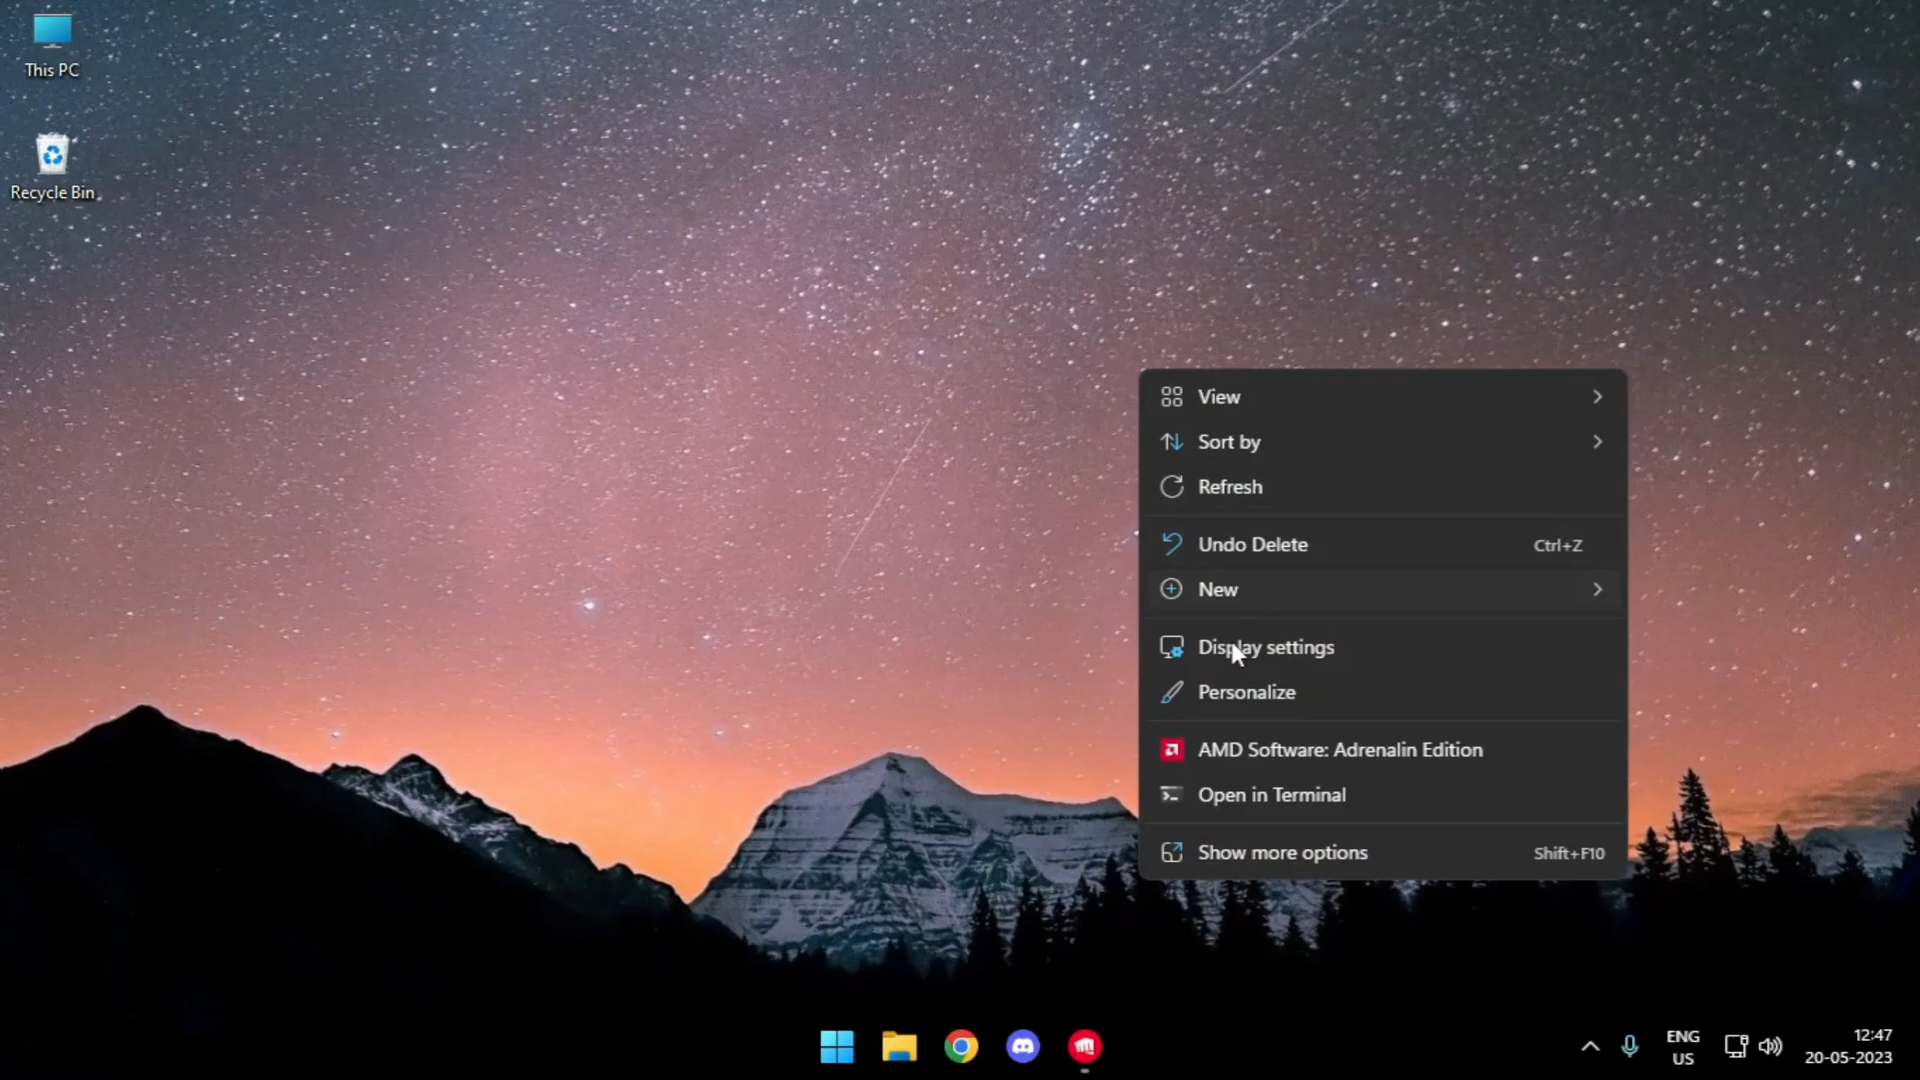 This PC
Recycle Bin
View
Sort by
Refresh
Undo Delete Ctrl+Z
New
Display settings
Personalize
AMD Software: Adrenalin Edition
Open in Terminal
Show more options Shift+F10
ENG
US
12:47
20-05-2023